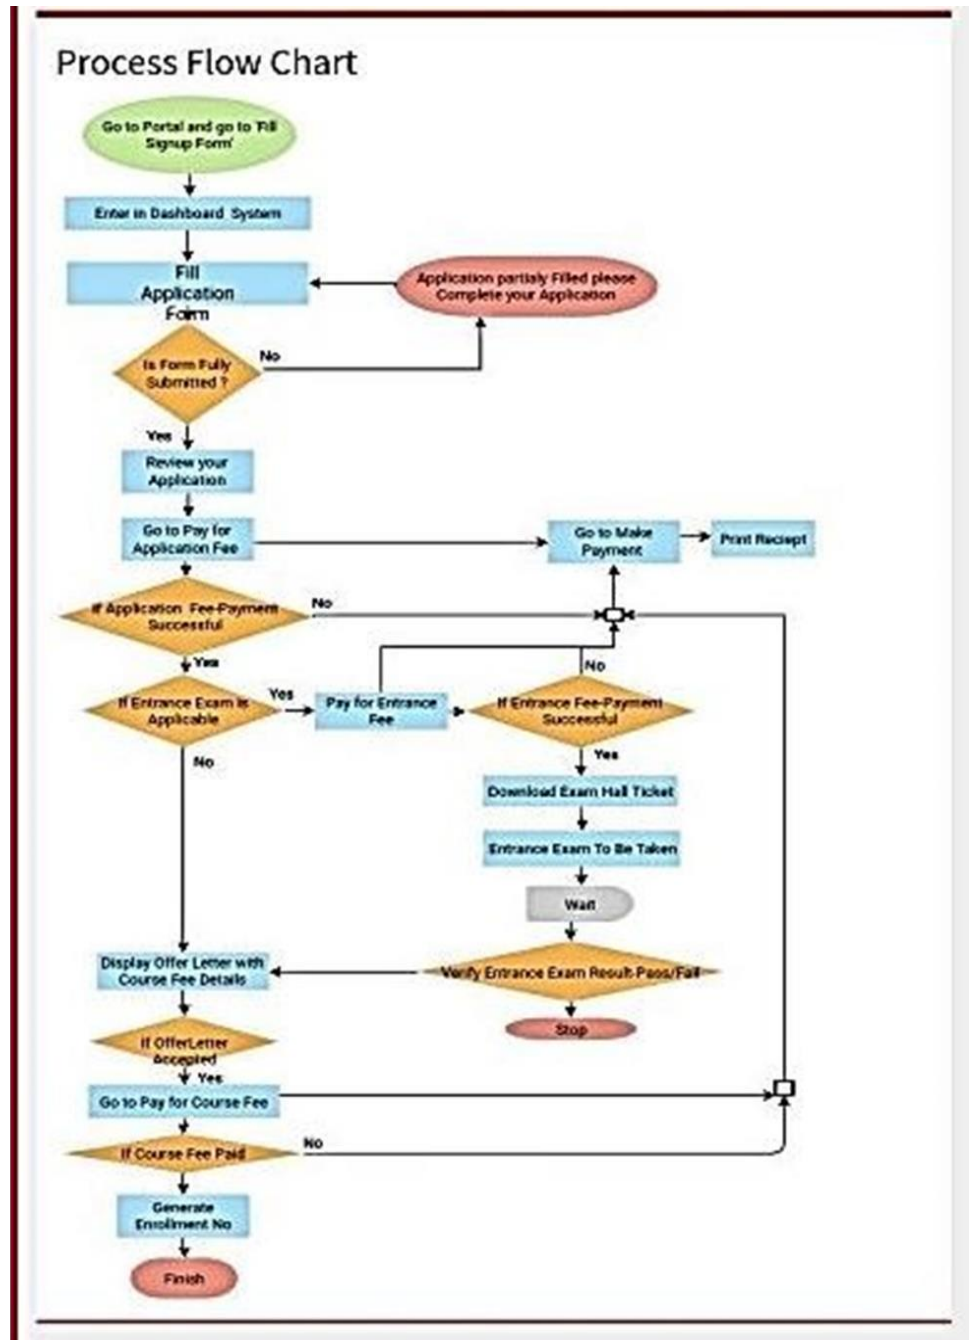 Process Flow Chart
Go to Portal and go to 'Fill
Signup Form'
Enter in Dashboard System
Fill
Application
Form
Application partialy Filled please
Complete your Application
Is Form Fully
Submitted ?
No
Yes
Review your
Application
Go to Pay for
Application Fee
Go to Make
Payment
Print Reciept
If Application Fee-Payment
Successful
No
Yes
If Entrance Exam is
Applicable
Yes
Pay for Entrance
Fee
If Entrance Fee-Payment
Successful
No
No
Yes
Download Exam Hall Ticket
Entrance Exam To Be Taken
Wait
Display Offer Letter with
Course Fee Details
Verify Entrance Exam Result-Pass/Fail
Stop
If OfferLetter
Accepted
Yes
Go to Pay for Course Fee
If Course Fee Paid
No
Generate
Enrollment No
Finish